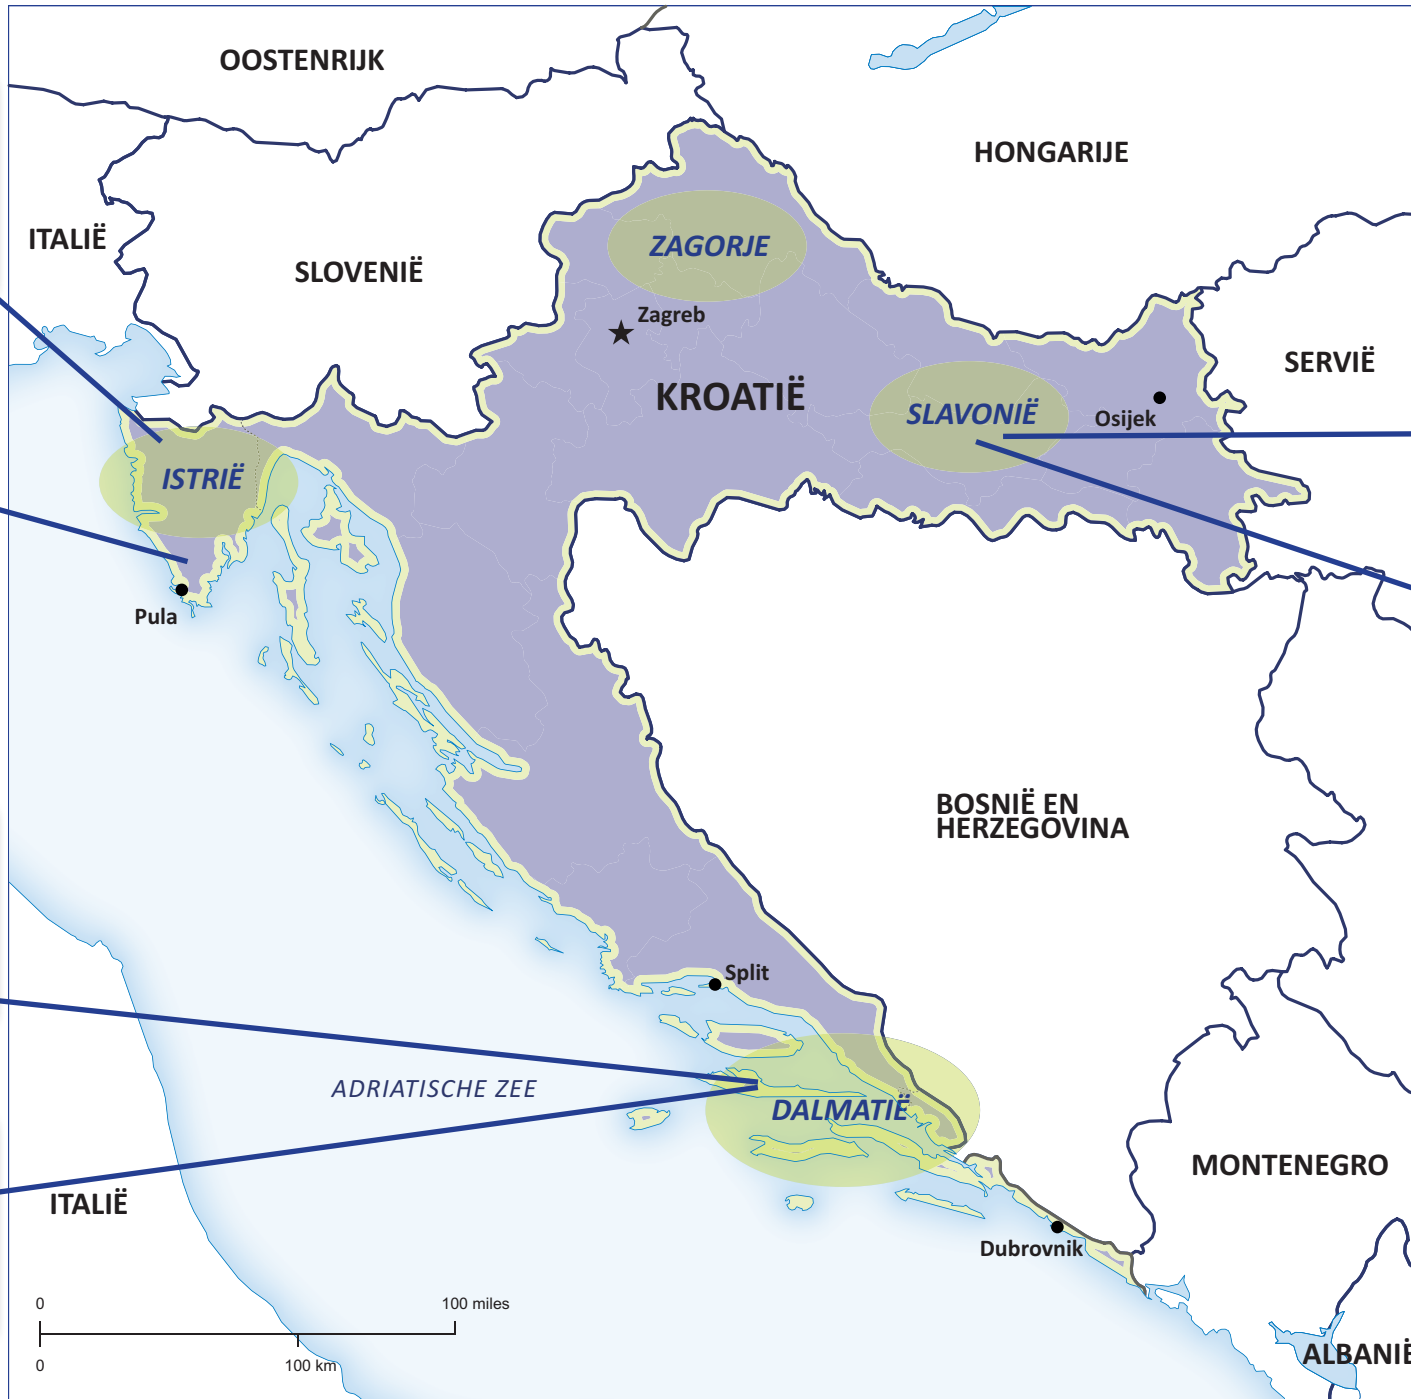 OOSTENRIJK
HONGARIJE
ITALIË
ZAGORJE
SLOVENIË
Zagreb
SERVIË
KROATIË
SLAVONIË
Osijek
ISTRIË
Pula
BOSNIË EN
HERZEGOVINA
Split
ADRIATISCHE ZEE
DALMATIË
MONTENEGRO
ITALIË
Dubrovnik
0
100 miles
0
100 km
ALBANIË